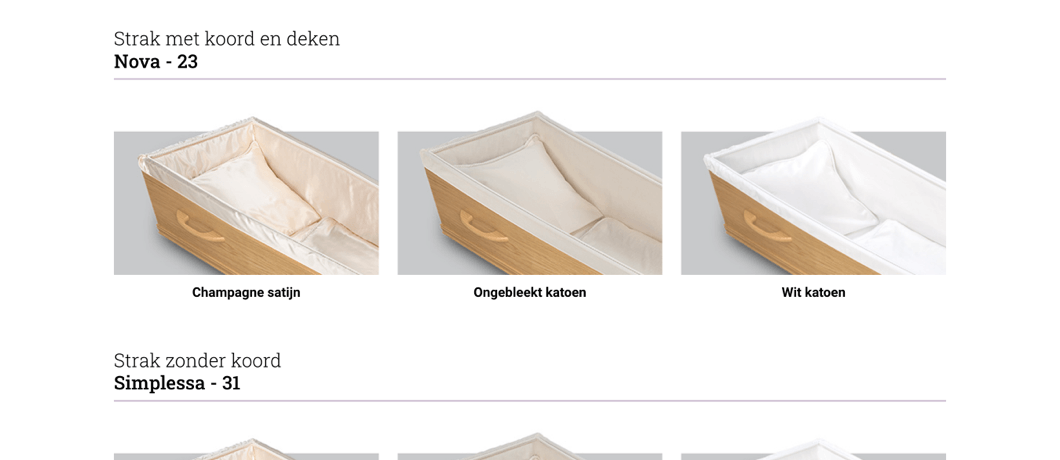 Strak met koord en deken
Nova - 23
Champagne satijn
Ongebleekt katoen
Wit katoen
Strak zonder koord
Simplessa - 31